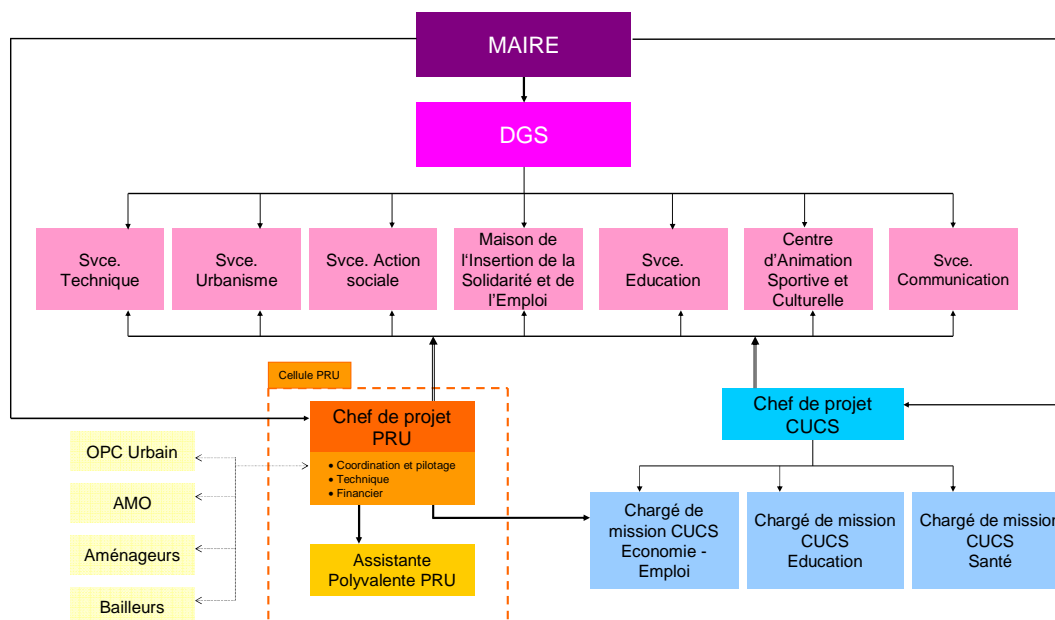 MAIRE
DGS
Svce.
Technique
Svce.
Urbanisme
Svce. Action
sociale
Maison de
l'Insertion de la
Solidarité et de
l'Emploi
Svce.
Education
Centre
d'Animation
Sportive et
Culturelle
Svce.
Communication
Cellule PRU
Chef de projet
PRU
• Coordination et pilotage
• Technique
• Financier
Assistante
Polyvalente PRU
OPC Urbain
AMO
Aménageurs
Bailleurs
Chef de projet
CUCS
Chargé de
mission CUCS
Economie -
Emploi
Chargé de mission
CUCS
Education
Chargé de mission
CUCS
Santé